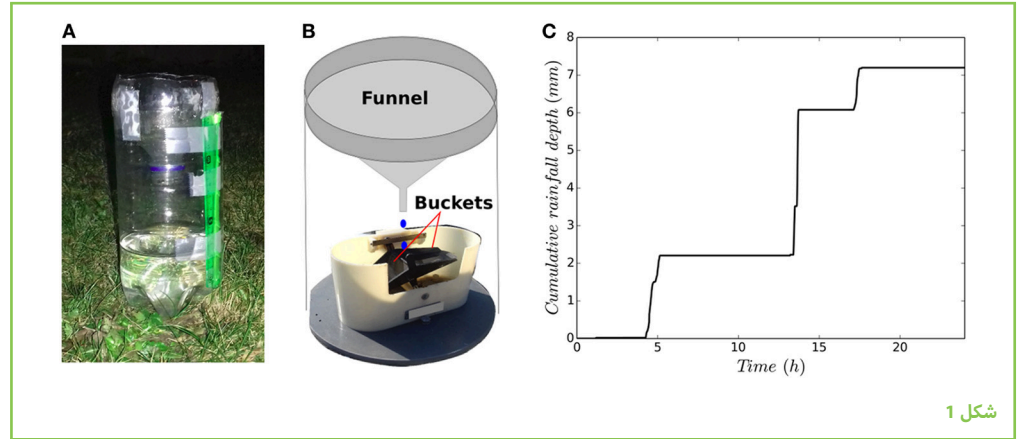 A
B
C
Funnel
Buckets
8
7
6
5
4
3
2
1
0
Cumulative rainfall depth (mm)
0 5 10 15 20
Time (h)
شکل 1